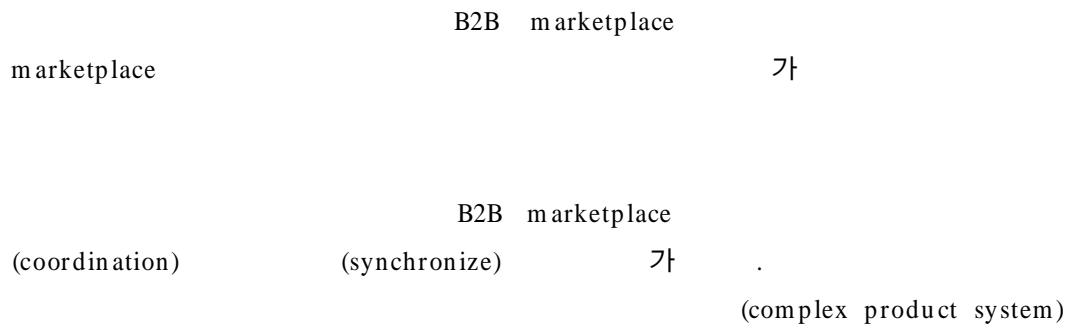 B2B marketplace
marketplace 가
B2B marketplace
(coordination) (synchronize) 가 .
(complex product system)